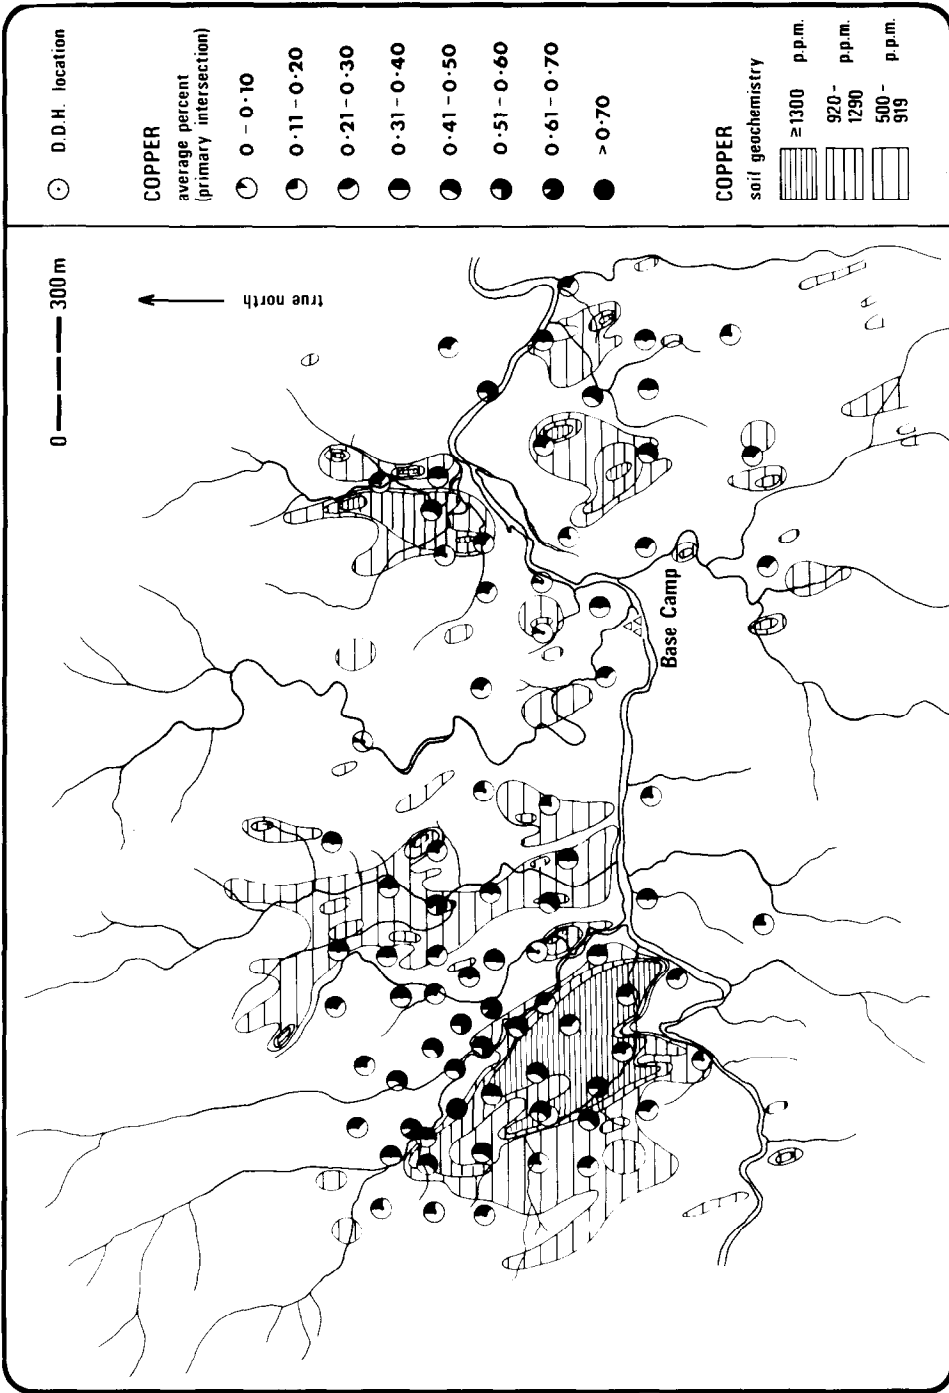 D.D.H. location
COPPER
average percent
(primary intersection)
0 - 0·10
0·11 - 0·20
0·21 - 0·30
0·31 - 0·40
0·41 - 0·50
0·51 - 0·60
0·61 - 0·70
> 0·70
COPPER
soil geochemistry
≥1300 p.p.m.
920 - p.p.m.
1290
500 - p.p.m.
919
0 300 m
true north
Base Camp